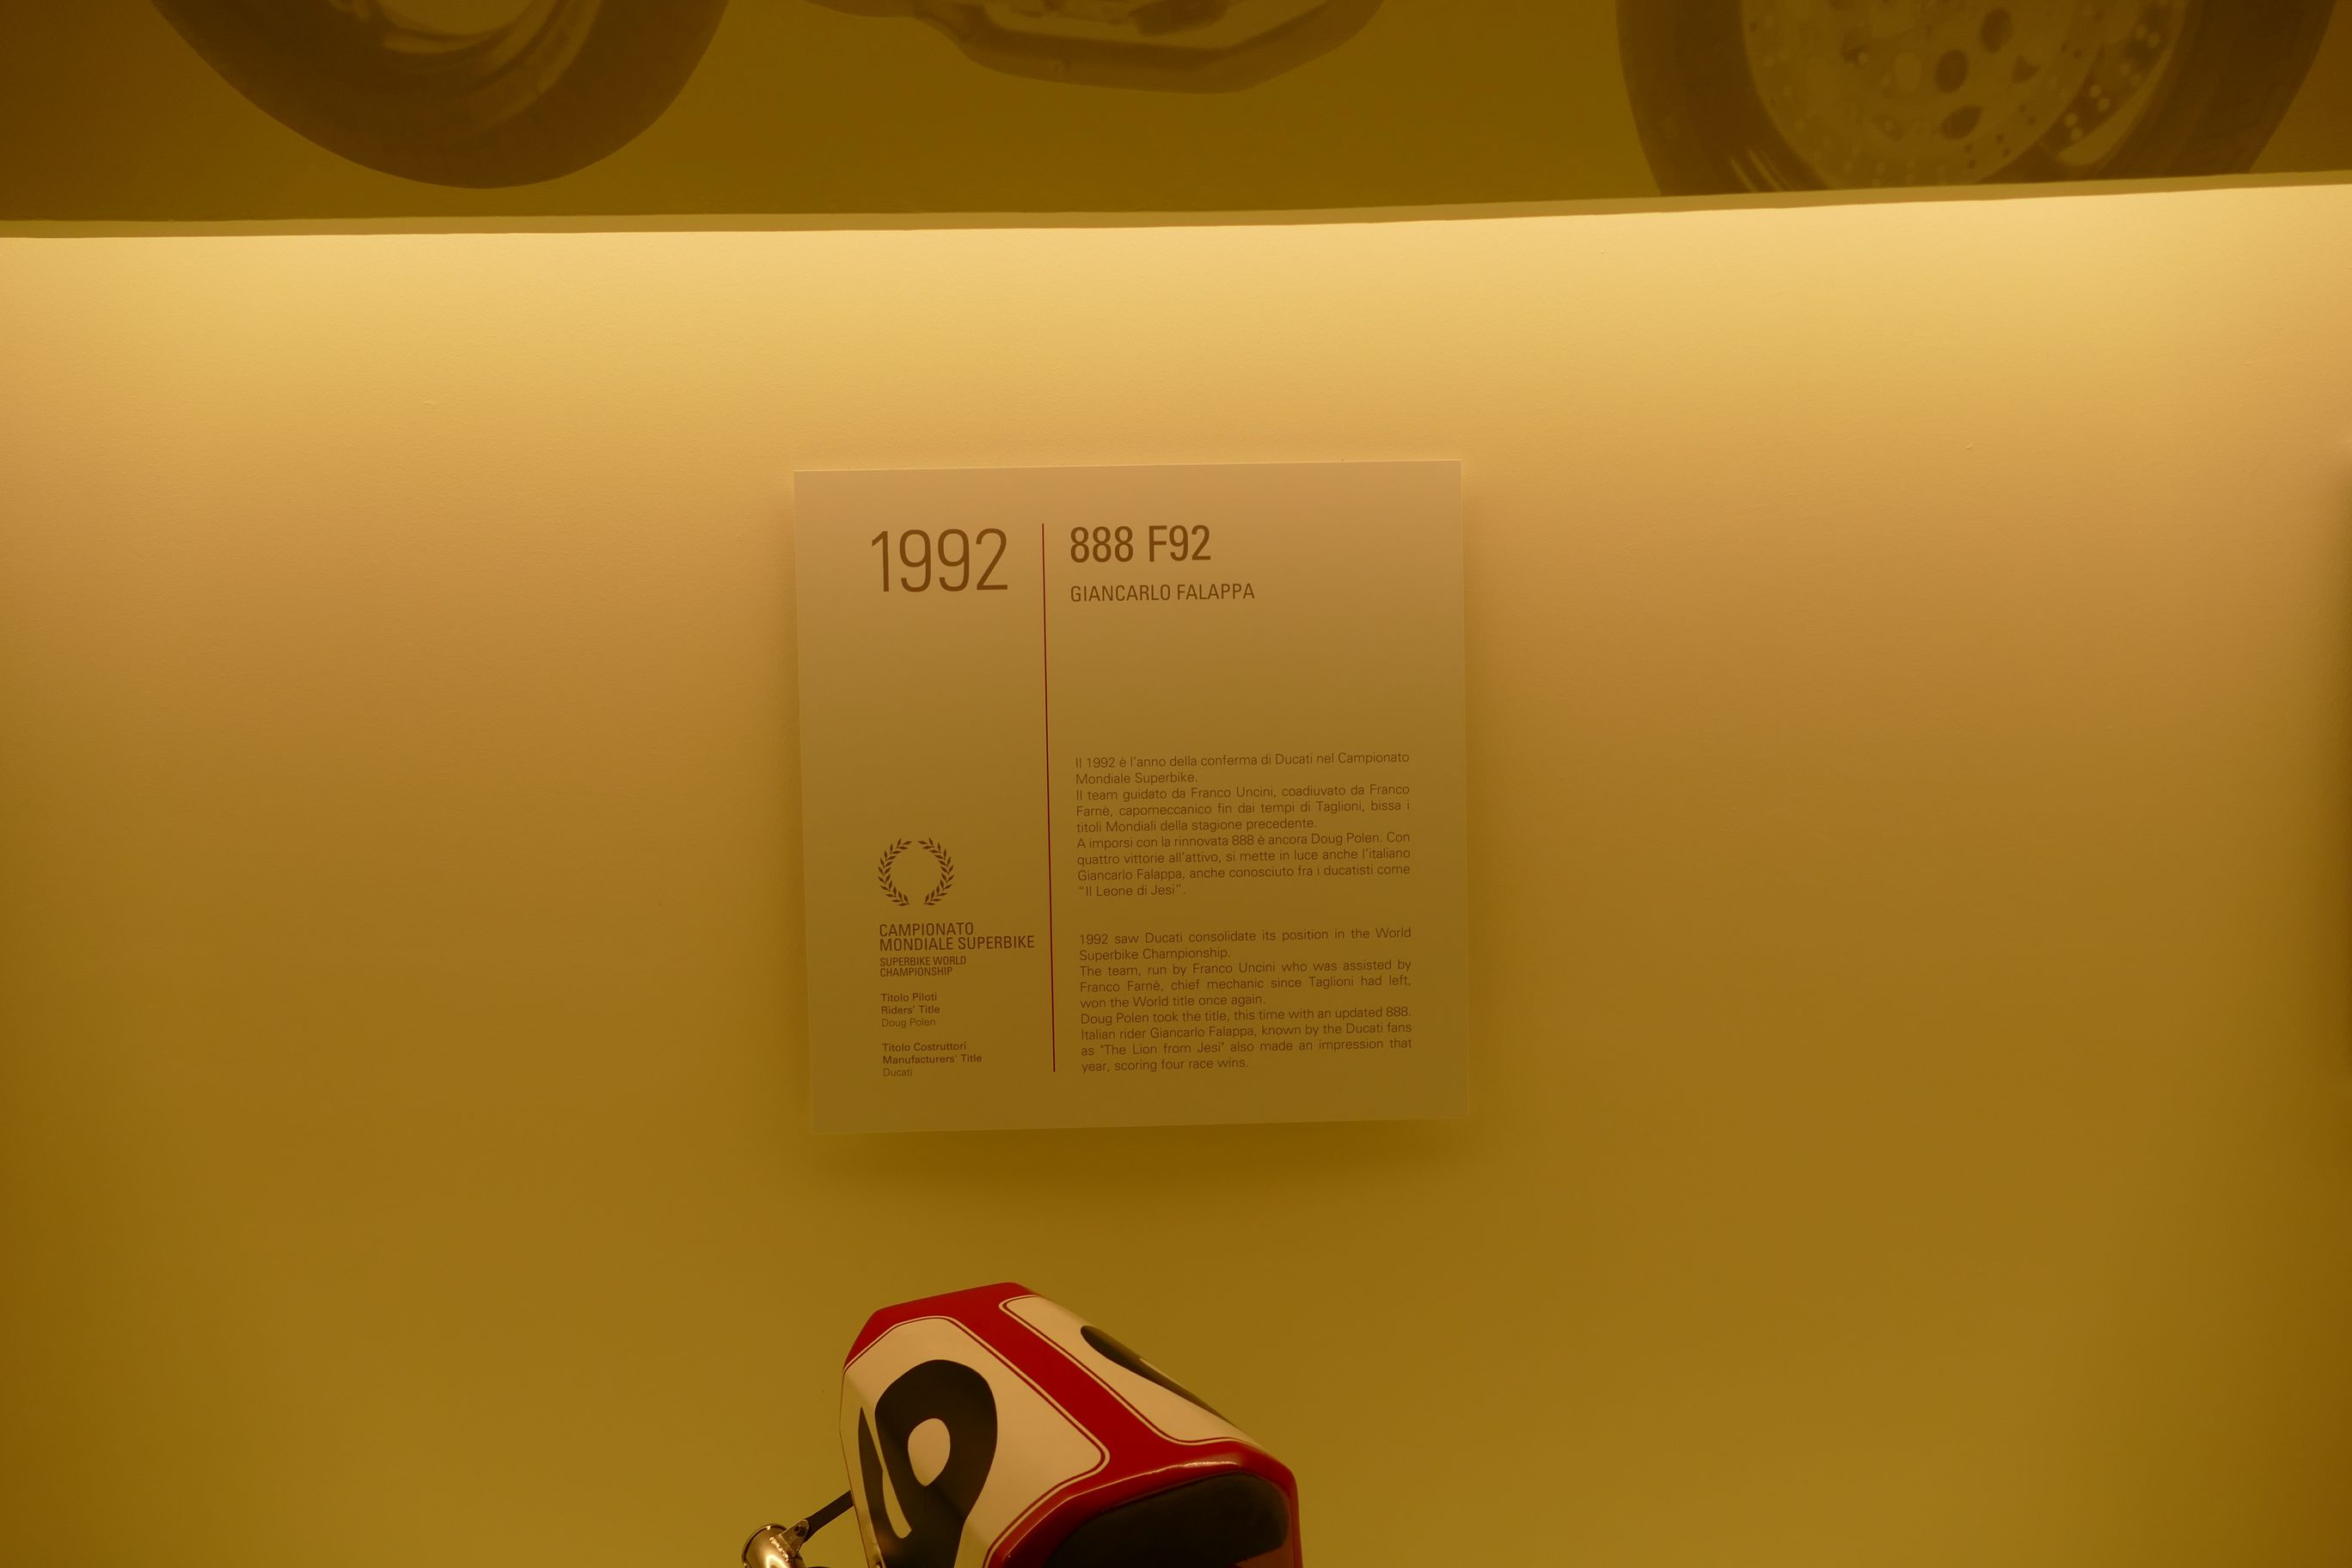 1992
888 F92
GIANCARLO FALAPPA
Il 1992 è l'anno della conferma di Ducati nel Campionato
Mondiale Superbike.
Il team guidato da Franco Uncini, coadiuvato da Franco
Farnè, capomeccanico fin dai tempi di Taglioni, bissa i
titoli Mondiali della stagione precedente.
A imporsi con la rinnovata 888 è ancora Doug Polen. Con
quattro vittorie all'attivo, si mette in luce anche l'italiano
Giancarlo Falappa, anche conosciuto fra i ducatisti come
"Il Leone di Jesi".
1992 saw Ducati consolidate its position in the World
Superbike Championship.
The team, run by Franco Uncini who was assisted by
Franco Farnè, chief mechanic since Taglioni had left,
won the World title once again.
Doug Polen took the title, this time with an updated 888.
Italian rider Giancarlo Falappa, known by the Ducati fans
as "The Lion from Jesi" also made an impression that
year, scoring four race wins.
CAMPIONATO
MONDIALE SUPERBIKE
SUPERBIKE WORLD
CHAMPIONSHIP
Titolo Piloti
Riders' Title
Doug Polen
Titolo Costruttori
Manufacturers' Title
Ducati